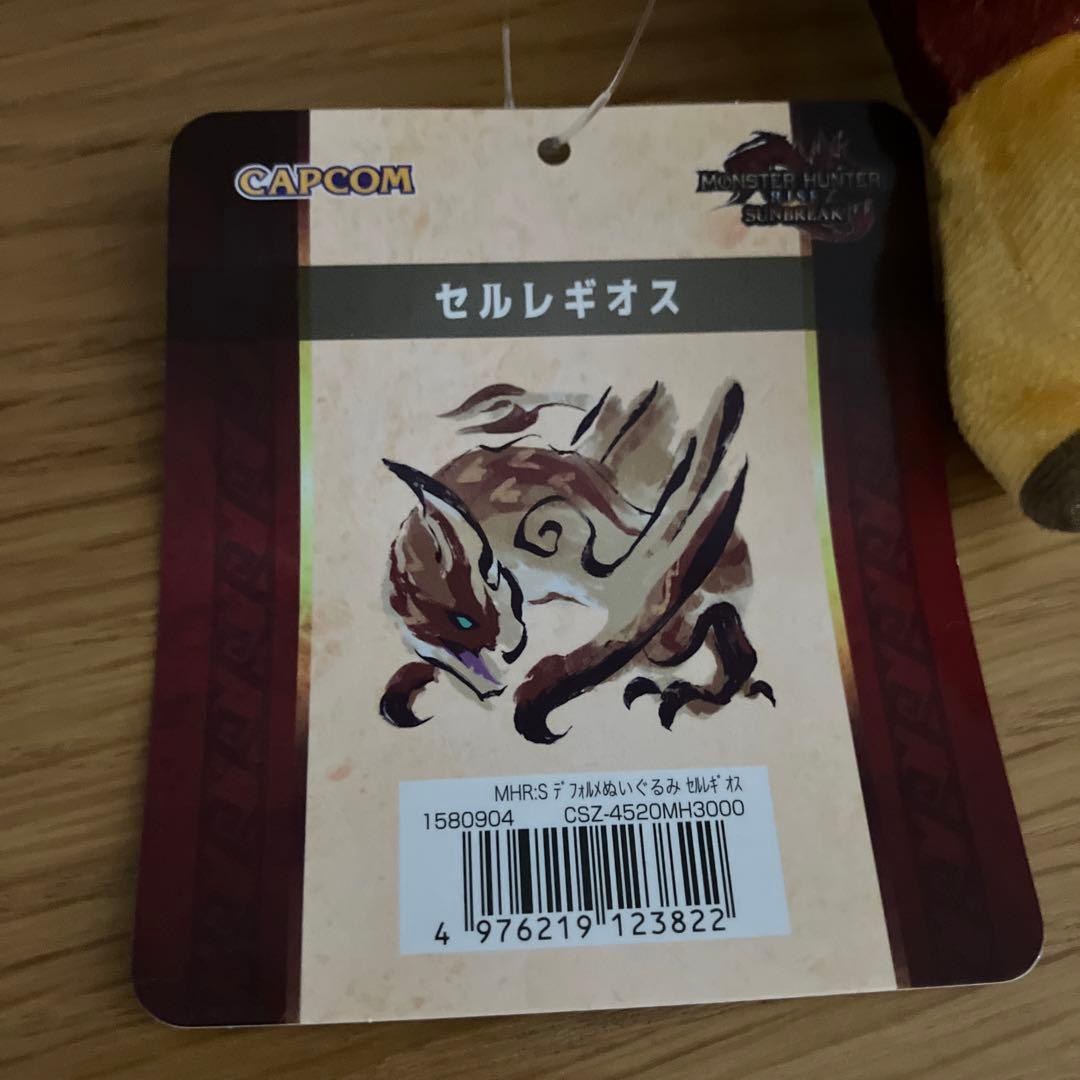 CAPCOM
MONSTER HUNTER
RISE
SUNBREAK
セルレギオス
MHR:S ﾃﾞﾌｫﾙﾒぬいぐるみ ｾﾙﾚｷﾞｵｽ
1580904 CSZ-4520MH3000
4 976219 123822